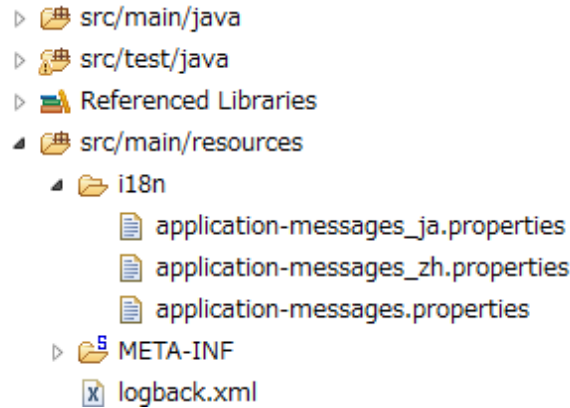 src/main/java
src/test/java
Referenced Libraries
src/main/resources
i18n
application-messages_ja.properties
application-messages_zh.properties
application-messages.properties
META-INF
logback.xml